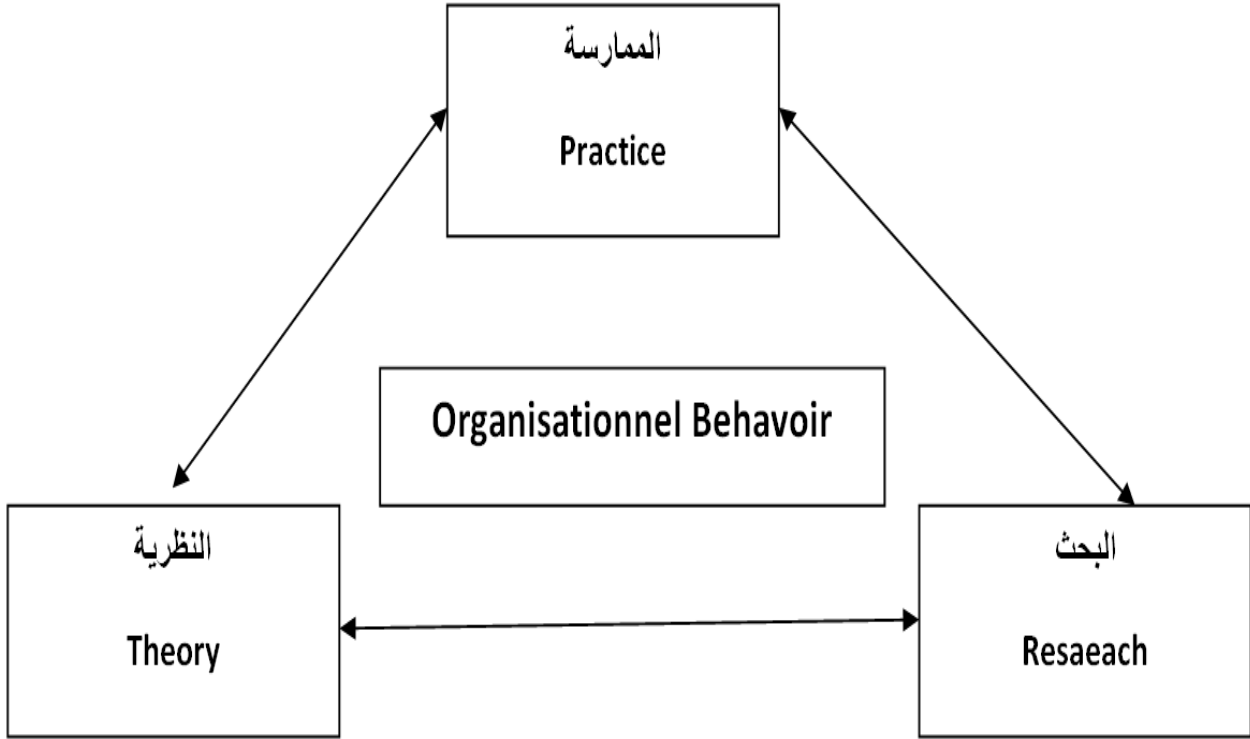 الممارسة
Practice
Organisationnel Behavoir
النظرية
Theory
البحث
Resaeach